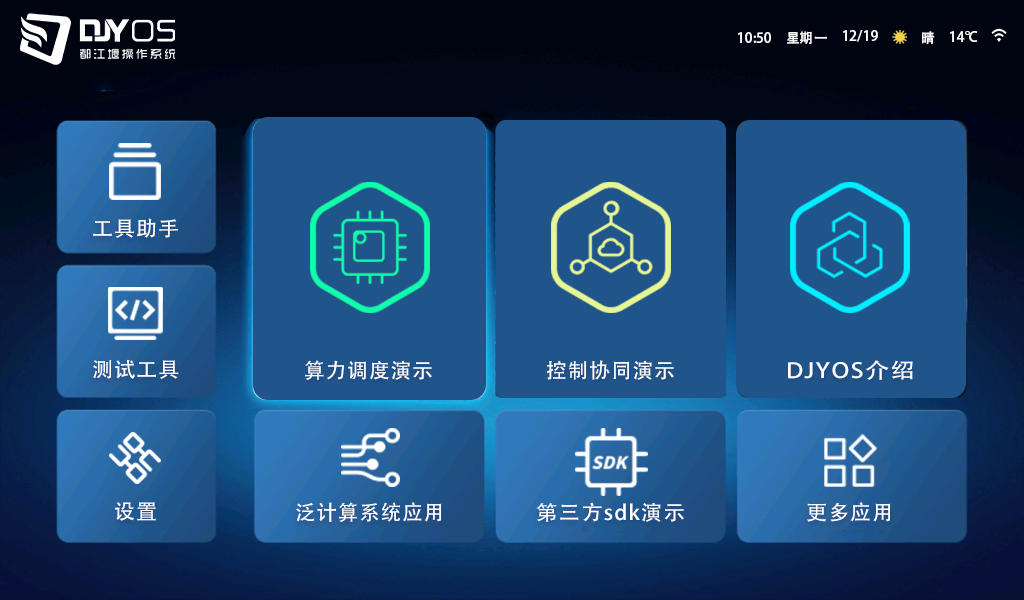 DJYOS
都江堰操作系统
10:50 星期一 12/19 晴 14℃
工具助手
测试工具
设置
算力调度演示
控制协同演示
DJYOS介绍
泛计算系统应用
SDK
第三方sdk演示
更多应用